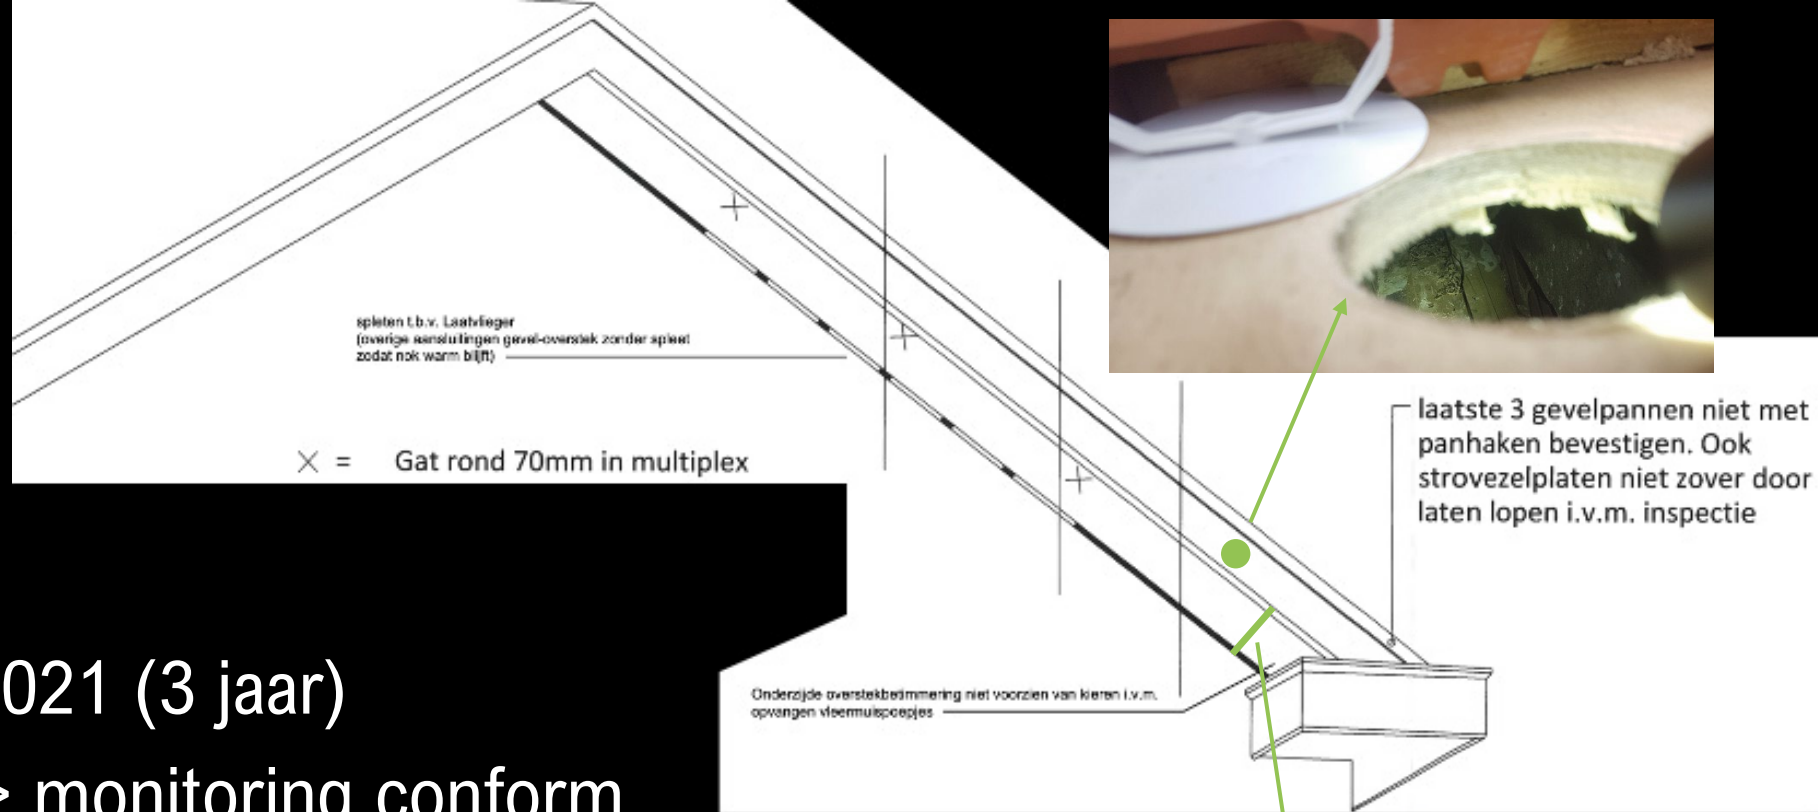 spleten t.b.v. Laatvlieger
(overige aansluitingen gevel-overstek zonder spleet
zodat nok warm blijft)
X = Gat rond 70mm in multiplex
laatste 3 gevelpannen niet met
panhaken bevestigen. Ook
strovezelplaten niet zover door
laten lopen i.v.m. inspectie
Onderzijde overstekbetimmering niet voorzien van kieren i.v.m.
opvangen vleermuispoepjes
021 (3 jaar)
> monitoring conform